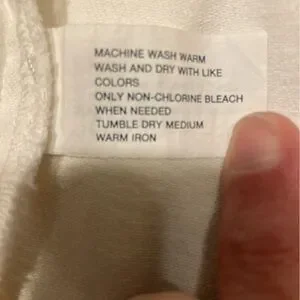 MACHINE WASH WARM
WASH AND DRY WITH LIKE
COLORS
ONLY NON-CHLORINE BLEACH
WHEN NEEDED
TUMBLE DRY MEDIUM
WARM IRON